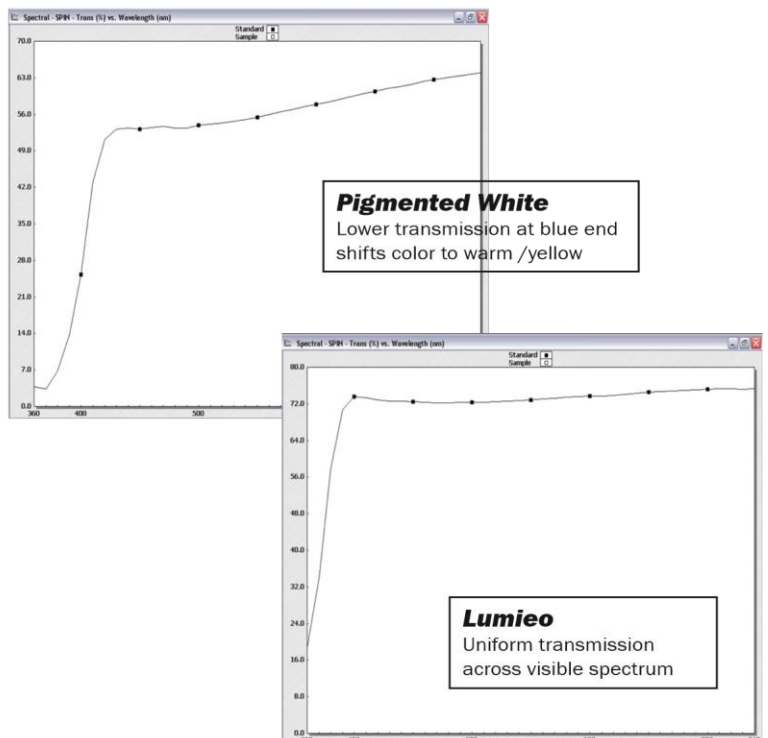 Spectral - SPIN - Trans (%) vs. Wavelength (nm)
Standard
Sample
70.0
63.0
56.0
49.0
42.0
35.0
28.0
21.0
14.0
7.0
0.0
360 400 500
Pigmented White
Lower transmission at blue end
shifts color to warm /yellow
Spectral - SPIN - Trans (%) vs. Wavelength (nm)
Standard
Sample
80.0
72.0
64.0
56.0
48.0
40.0
32.0
24.0
16.0
8.0
0.0
Lumieo
Uniform transmission
across visible spectrum